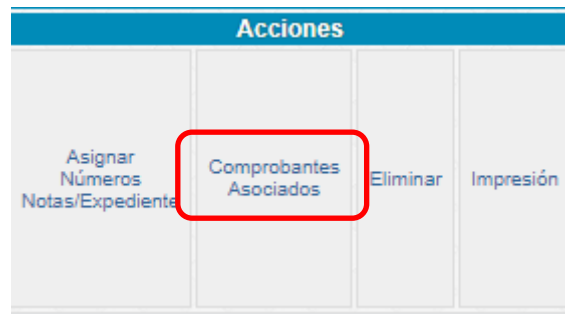 Acciones
Asignar
Números
Notas/Expediente
Comprobantes
Asociados
Eliminar
Impresión